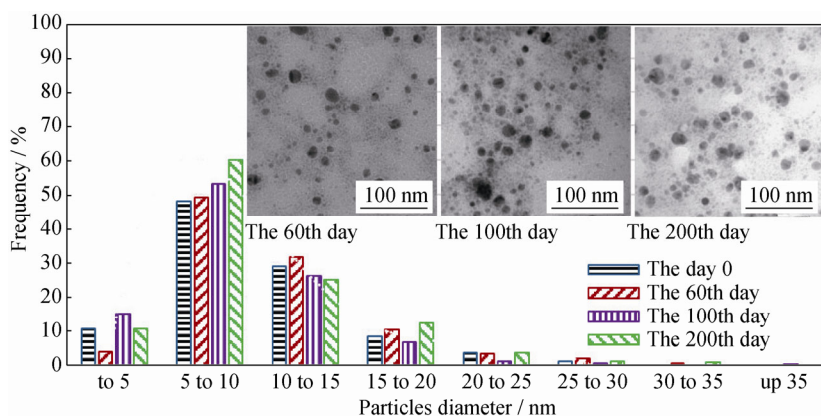 100
90
80
70
60
50
40
30
20
10
0
Frequency / %
100 nm
100 nm
100 nm
The 60th day
The 100th day
The 200th day
The day 0
The 60th day
The 100th day
The 200th day
to 5
5 to 10
10 to 15
15 to 20
20 to 25
25 to 30
30 to 35
up 35
Particles diameter / nm